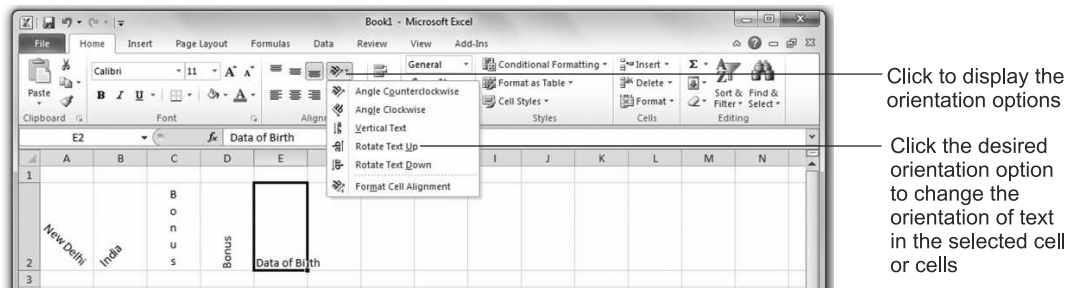 Book1 - Microsoft Excel
File Home Insert Page Layout Formulas Data Review View Add-Ins
Paste
Clipboard
Calibri 11 A A
B I U A
Font
General
Conditional Formatting
Format as Table
Cell Styles
Styles
Insert
Delete
Format
Cells
Σ
Sort & Filter
Find & Select
Editing
Angle Counterclockwise
Angle Clockwise
Vertical Text
Rotate Text Up
Rotate Text Down
Format Cell Alignment
E2 fx Data of Birth
A B C D E I J K L M N
1
2
3
New Delhi
India
B
o
n
u
s
Bonus
Data of Birth
Click to display the
orientation options
Click the desired
orientation option
to change the
orientation of text
in the selected cell
or cells